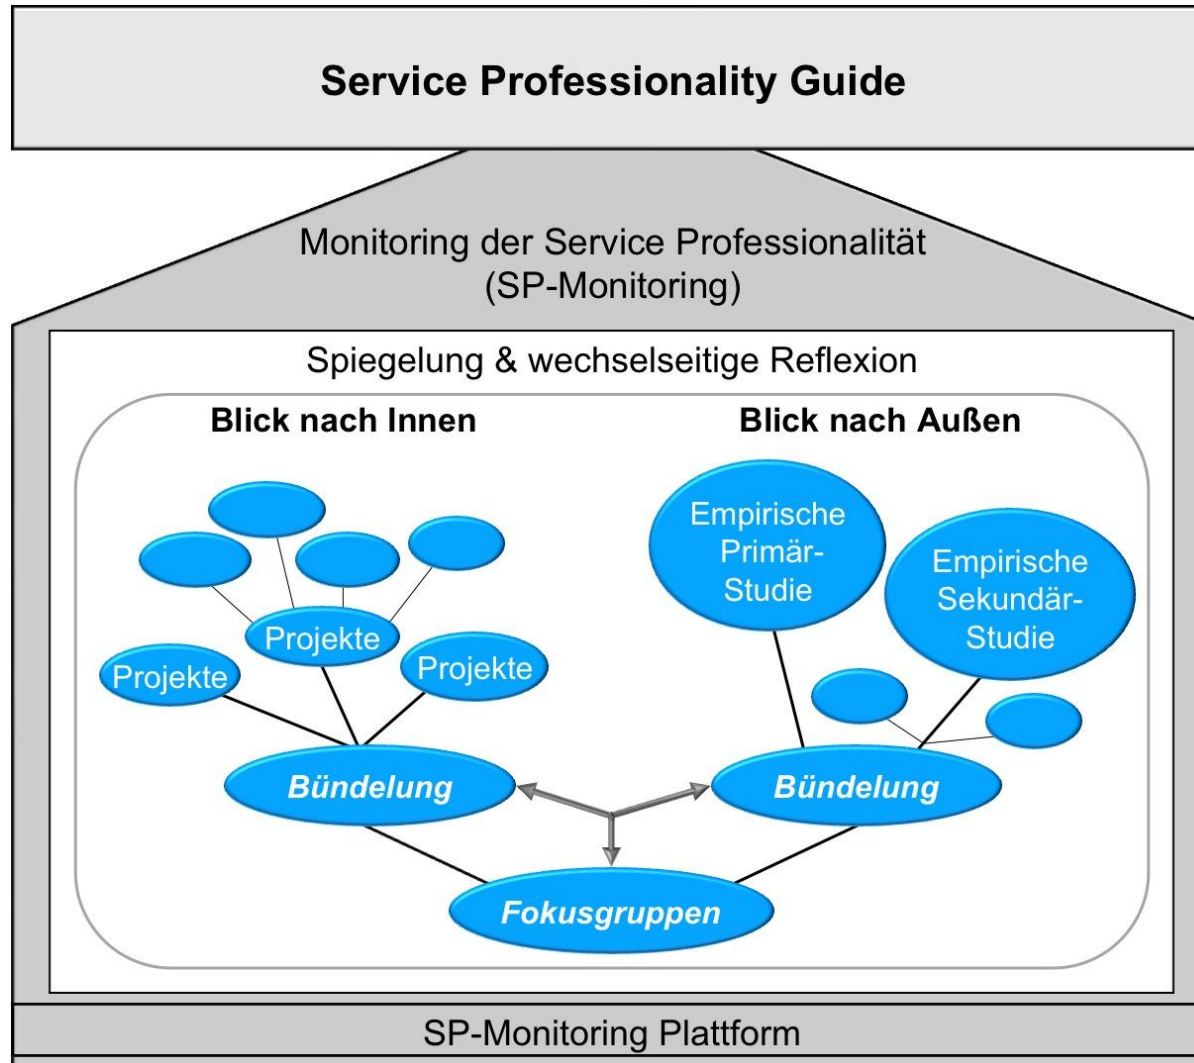 Service Professionality Guide
Monitoring der Service Professionalität
(SP-Monitoring)
Spiegelung & wechselseitige Reflexion
Blick nach Innen
Blick nach Außen
Empirische
Primär-
Studie
Empirische
Sekundär-
Studie
Projekte
Projekte
Projekte
Bündelung
Bündelung
Fokusgruppen
SP-Monitoring Plattform